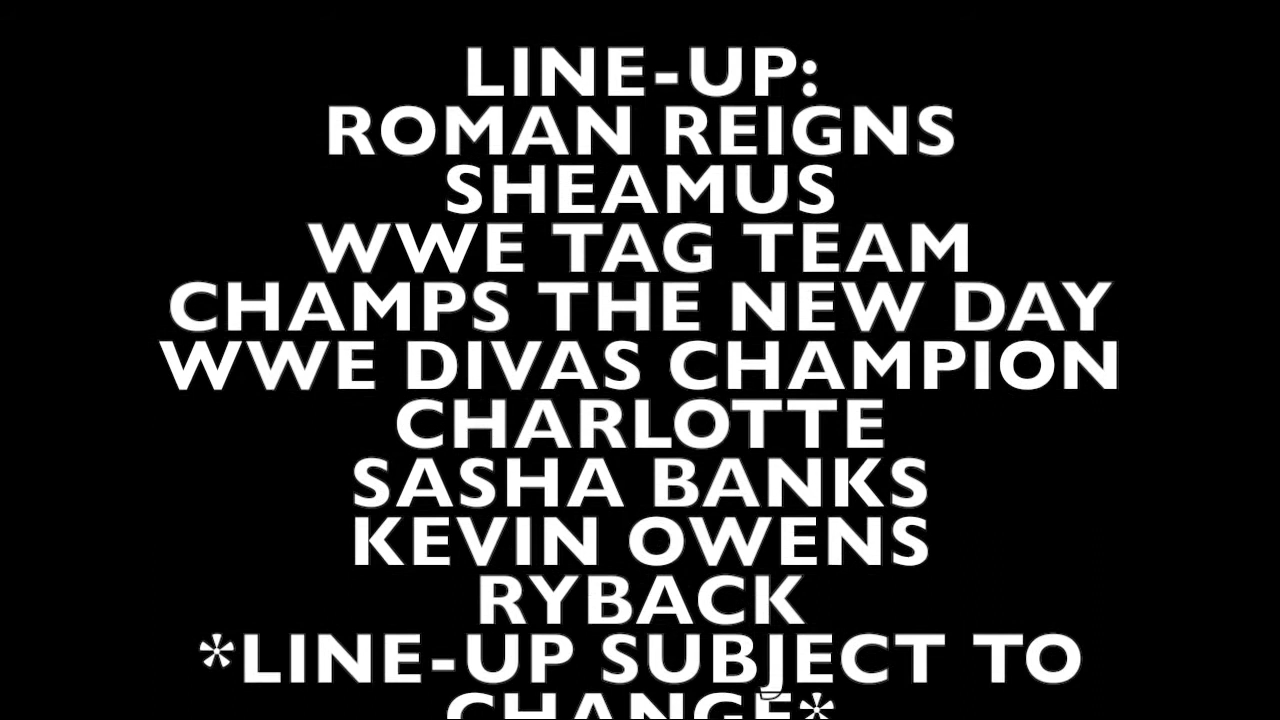 LINE-UP:
ROMAN REIGNS
SHEAMUS
WWE TAG TEAM
CHAMPS THE NEW DAY
WWE DIVAS CHAMPION
CHARLOTTE
SASHA BANKS
KEVIN OWENS
RYBACK
*LINE-UP SUBJECT TO
CHANGE*